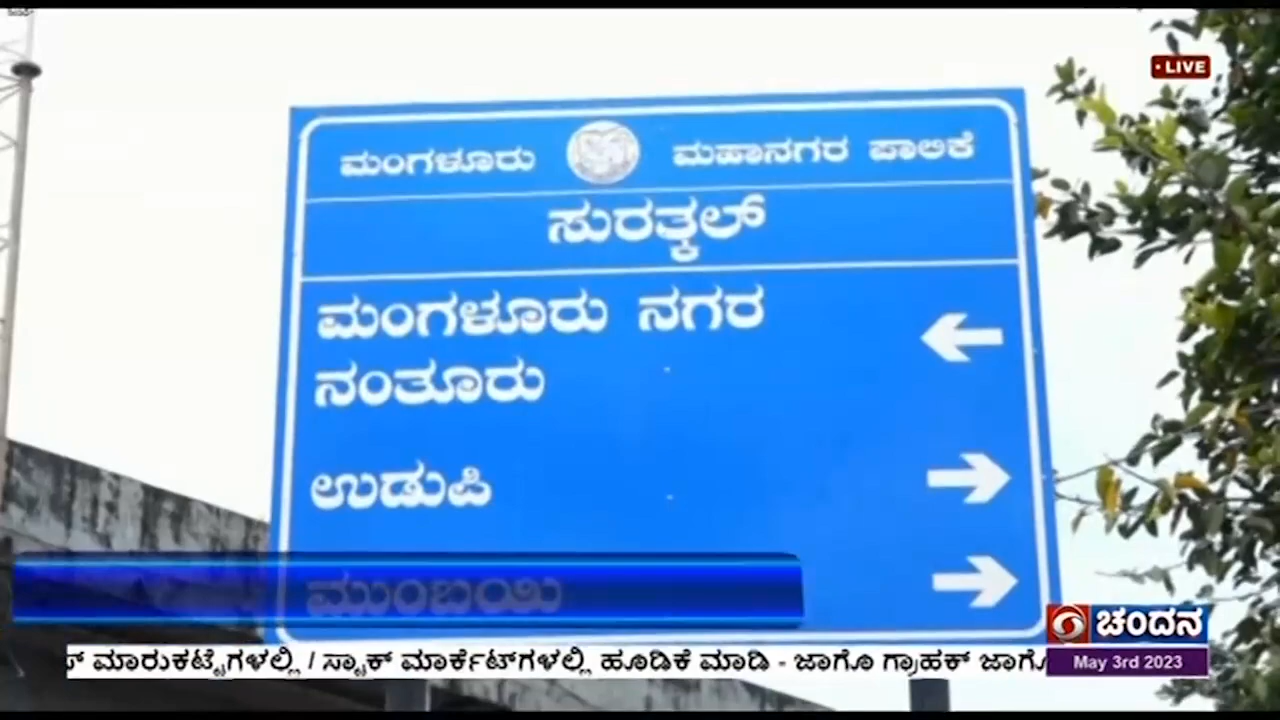 LIVE
ಮಂಗಳೂರು ಮಹಾನಗರ ಪಾಲಿಕೆ
ಸುರತ್ಕಲ್
ಮಂಗಳೂರು ನಗರ
ನಂತೂರು
ಉಡುಪಿ
ಮುಂಬಯಿ
ಚಂದನ
ಮಾರುಕಟ್ಟೈಗಳಲ್ಲಿ / ಸ್ಟಾಕ್ ಮಾರ್ಕೆಟ್‌ಗಳಲ್ಲಿ ಹೂಡಿಕೆ ಮಾಡಿ - ಜಾಗೊ ಗ್ರಾಹಕ್ ಜಾಗೊ
May 3rd 2023